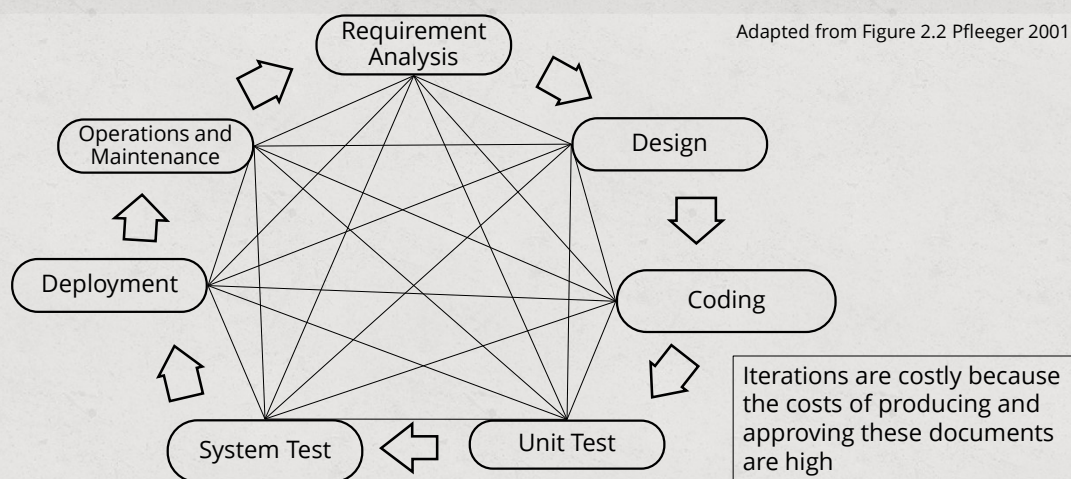 Adapted from Figure 2.2 Pfleeger 2001
Requirement
Analysis
Operations and
Maintenance
Design
Deployment
Coding
System Test
Unit Test
Iterations are costly because
the costs of producing and
approving these documents
are high